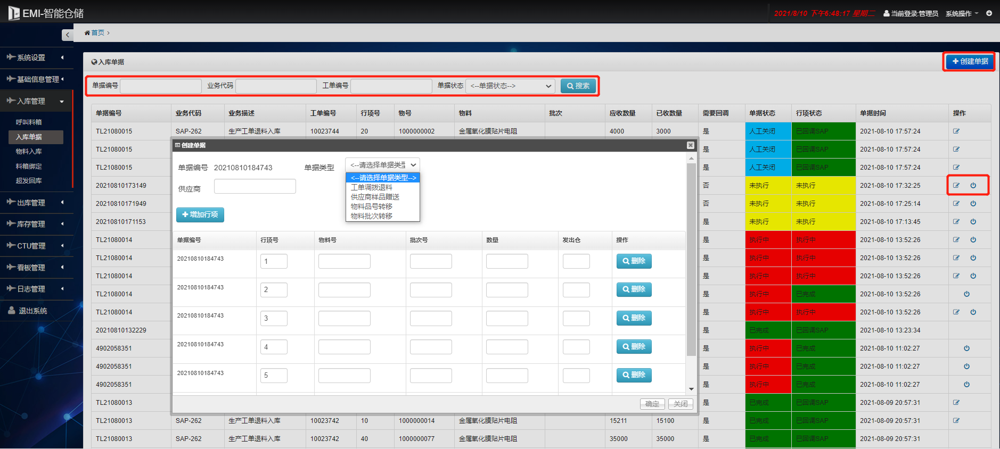 EMI-智能仓储
2021/8/10 下午6:48:17 星期二 当前登录:管理员 系统操作
首页
系统设置
基础信息管理
入库管理
呼叫料箱
入库单据
物料入库
料箱绑定
超发回库
出库管理
库存管理
CTU管理
看板管理
日志管理
退出系统
入库单据 创建单据
单据编号 业务代码 工单编号 单据状态 <--单据状态--> 搜索
单据编号 业务代码 业务描述 工单编号 行项号 物号 物料 批次 应收数量 已收数量 需要回调 单据状态 行项状态 单据时间 操作
TL21080015 SAP-262 生产工单退料入库 10023744 20 1000000002 金属氧化膜贴片电阻 4000 3000 是 人工关闭 已回调SAP 2021-08-10 17:57:24
TL21080015 是 人工关闭 已回调SAP 2021-08-10 17:57:24
TL21080015 是 人工关闭 已回调SAP 2021-08-10 17:57:24
20210810173149 否 未执行 未执行 2021-08-10 17:32:25
20210810171949 否 未执行 未执行 2021-08-10 17:25:14
20210810171153 是 未执行 未执行 2021-08-10 17:13:45
TL21080014 是 执行中 执行中 2021-08-10 13:52:26
TL21080014 是 执行中 执行中 2021-08-10 13:52:26
TL21080014 是 执行中 执行中 2021-08-10 13:52:26
TL21080014 是 执行中 已完成 2021-08-10 13:52:26
TL21080014 是 执行中 执行中 2021-08-10 13:52:26
20210810132229 是 已完成 已回调SAP 2021-08-10 13:23:34
4902058351 是 执行中 已完成 2021-08-10 11:02:27
4902058351 是 执行中 已完成 2021-08-10 11:02:27
4902058351 是 执行中 已完成 2021-08-10 11:02:27
TL21080013 是 已完成 已回调SAP 2021-08-09 20:57:31
TL21080013 SAP-262 生产工单退料入库 10023742 10 1000000014 金属氧化膜贴片电阻 15211 15100 是 已完成 已回调SAP 2021-08-09 20:57:31
TL21080013 SAP-262 生产工单退料入库 10023742 40 1000000077 金属氧化膜贴片电阻 35000 35000 是 已完成 已回调SAP 2021-08-09 20:57:31
创建单据
单据编号 20210810184743 单据类型 <--请选择单据类型
<--请选择单据类型-->
工单调拨退料
供应商样品赠送
物料品号转移
物料批次转移
供应商
增加行项
单据编号 行项号 物料号 批次号 数量 发出仓 操作
20210810184743 1 删除
20210810184743 2 删除
20210810184743 3 删除
20210810184743 4 删除
20210810184743 5 删除
确定 关闭